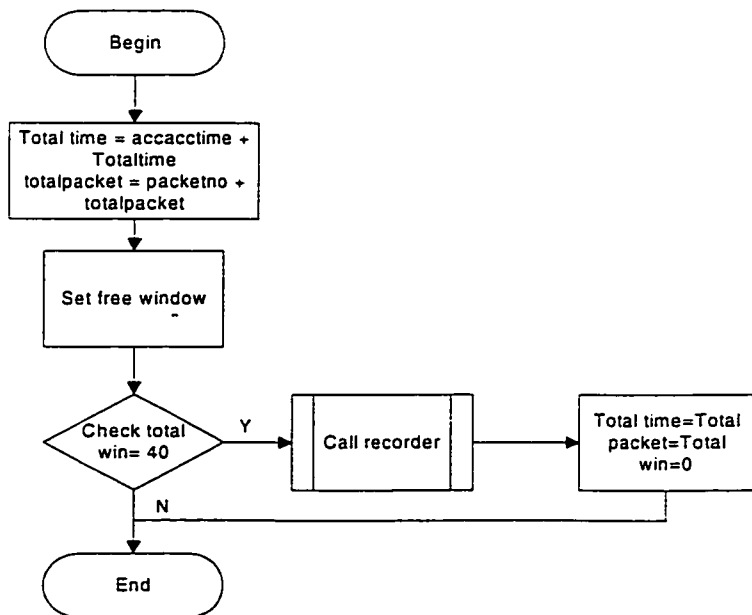 Begin
Total time = accacctime +
Totaltime
totalpacket = packetno +
totalpacket
Set free window
Check total
win= 40
Y
Call recorder
Total time=Total
packet=Total
win=0
N
End